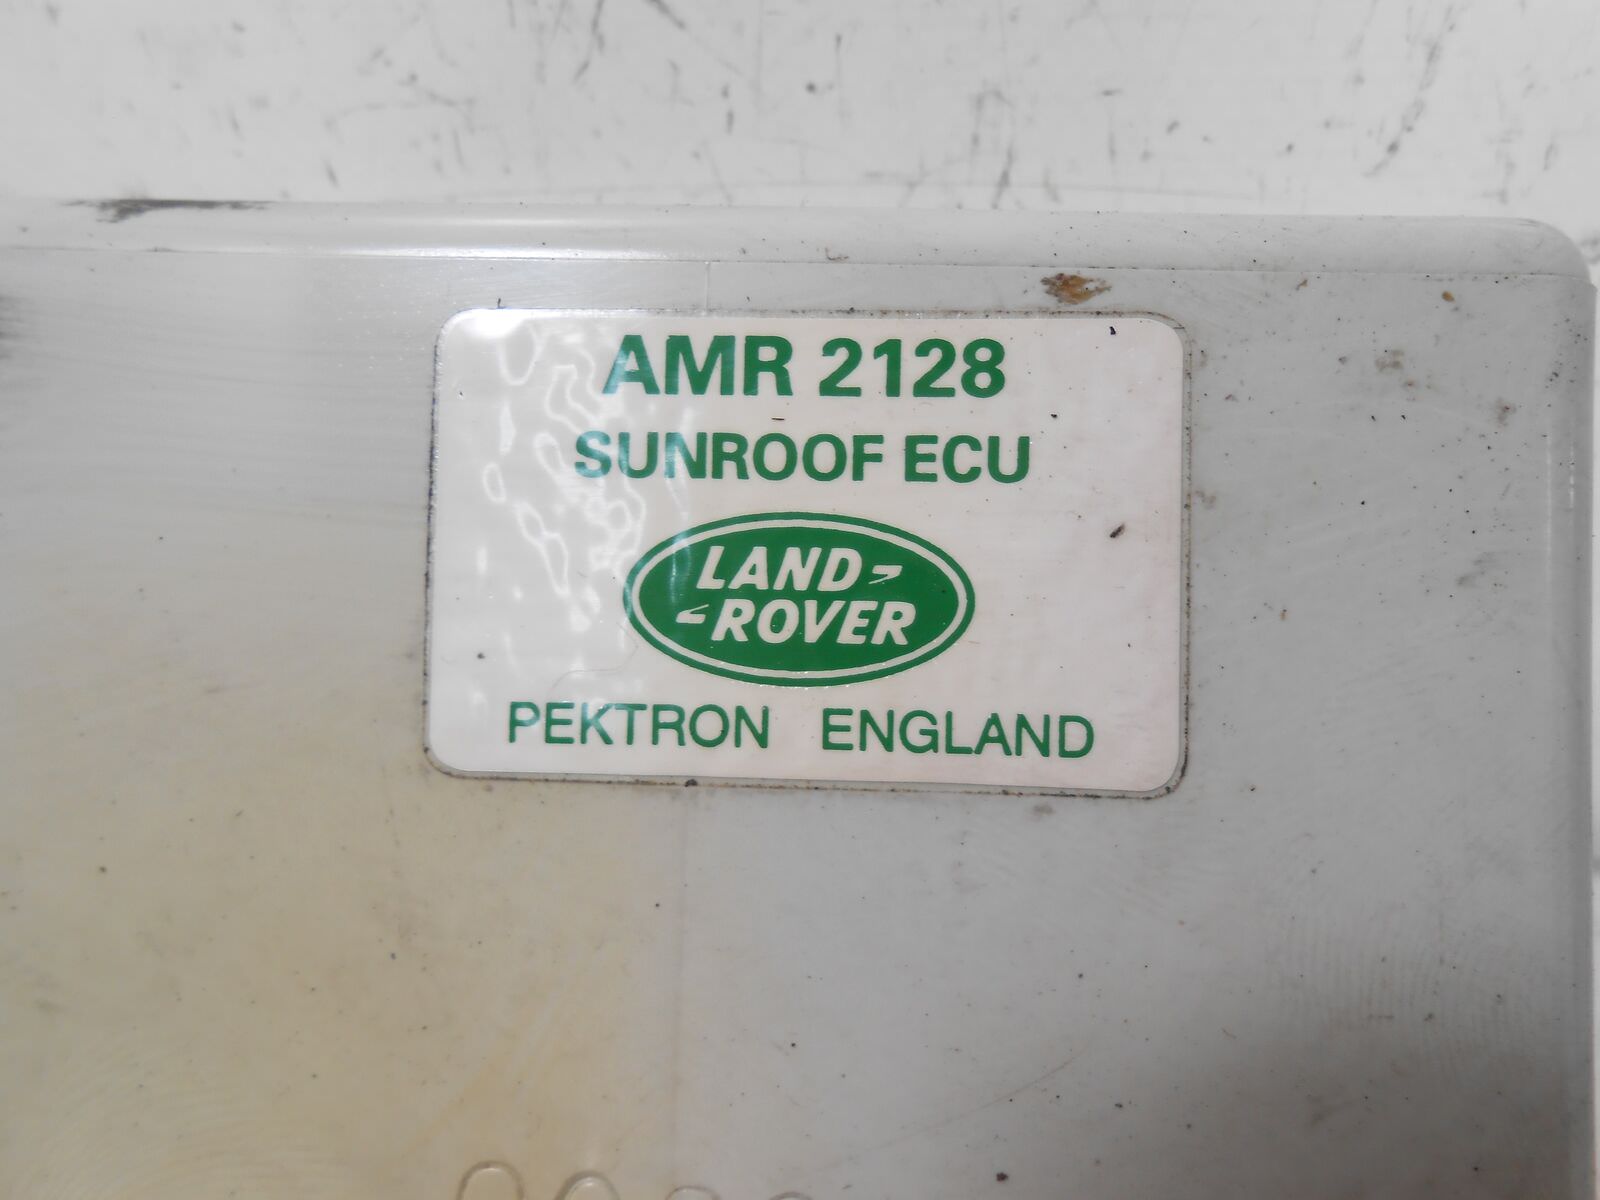 AMR 2128
SUNROOF ECU
LAND-
ROVER
PEKTRON ENGLAND